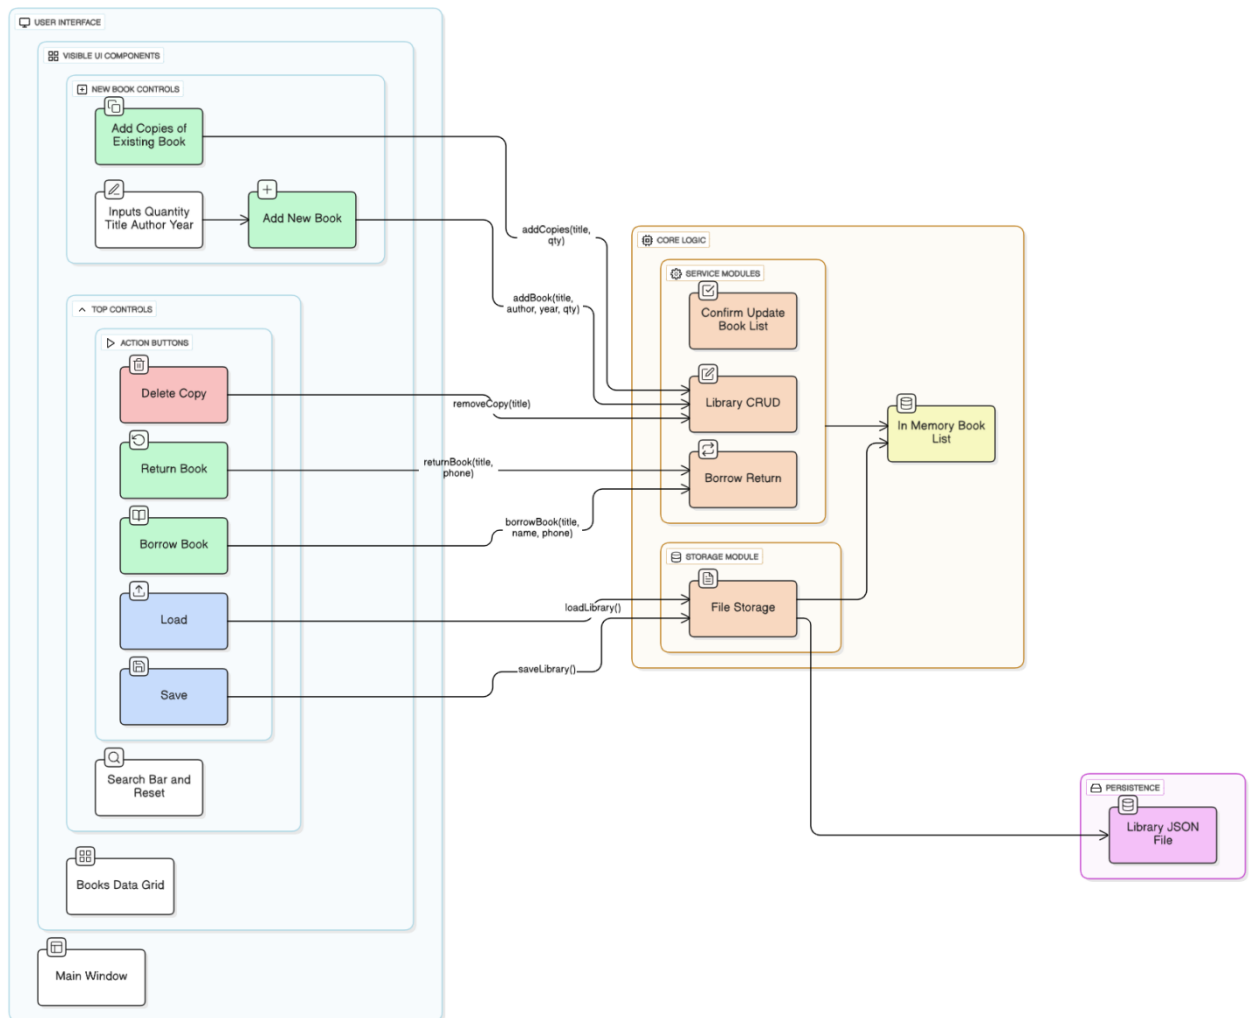 USER INTERFACE
VISIBLE UI COMPONENTS
NEW BOOK CONTROLS
Add Copies of
Existing Book
Inputs Quantity
Title Author Year
Add New Book
addCopies(title,
qty)
addBook(title,
author, year, qty)
TOP CONTROLS
ACTION BUTTONS
Delete Copy
removeCopy(title)
Return Book
returnBook(title,
phone)
Borrow Book
borrowBook(title,
name, phone)
Load
loadLibrary()
Save
saveLibrary()
Search Bar and
Reset
Books Data Grid
Main Window
CORE LOGIC
SERVICE MODULES
Confirm Update
Book List
Library CRUD
Borrow Return
In Memory Book
List
STORAGE MODULE
File Storage
PERSISTENCE
Library JSON
File